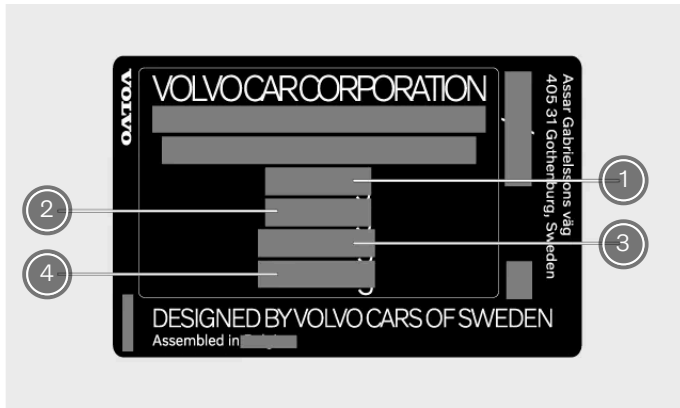 VOLVO
VOLVO CAR CORPORATION
Assar Gabrielssons väg
405 31 Gothenburg, Sweden
1
2
3
4
DESIGNED BY VOLVO CARS OF SWEDEN
Assembled in